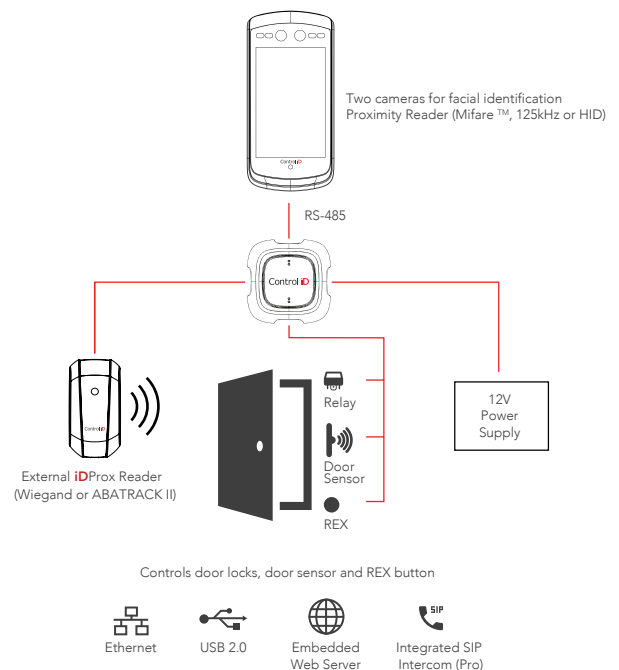 Control iD
Two cameras for facial identification
Proximity Reader (Mifare ™, 125kHz or HID)
RS-485
Control iD
Control iD
External iDProx Reader
(Wiegand or ABATRACK II)
Relay
Door
Sensor
REX
12V
Power
Supply
Controls door locks, door sensor and REX button
Ethernet
USB 2.0
Embedded
Web Server
SIP
Integrated SIP
Intercom (Pro)